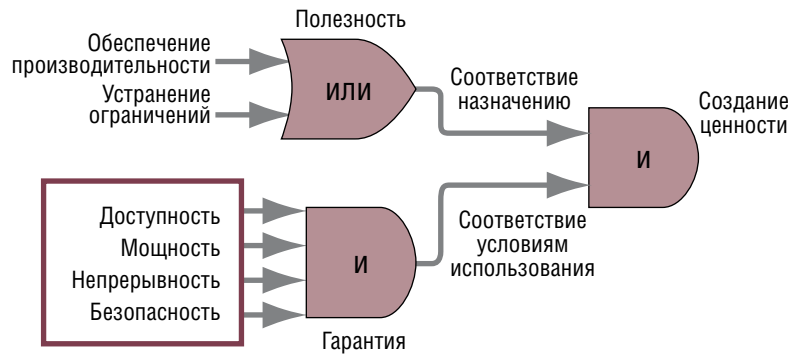 Полезность
Обеспечение
производительности
Устранение
ограничений
ИЛИ
Соответствие
назначению
Создание
ценности
И
Доступность
Мощность
Непрерывность
Безопасность
И
Соответствие
условиям
использования
Гарантия